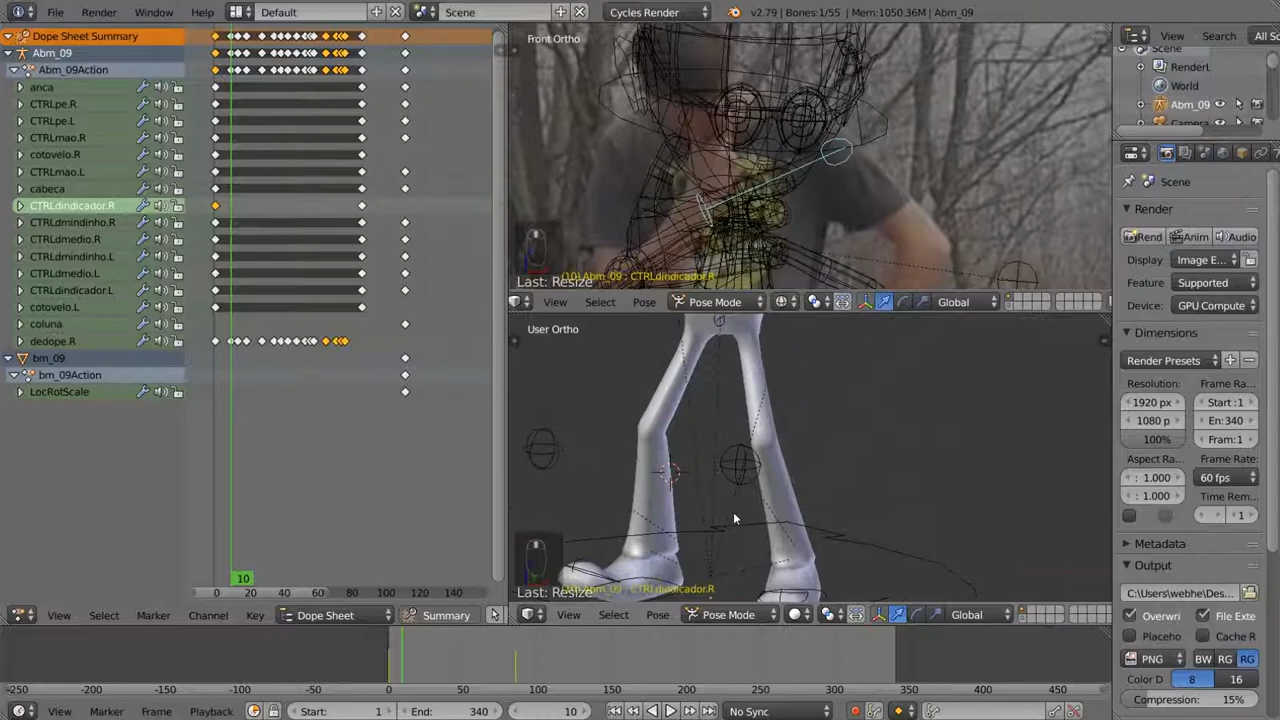 File Render Window Help Default Scene Cycles Render v2.79 | Bones:1/55 | Mem:1050.36M | Abm_09
Dope Sheet Summary
Abm_09
Abm_09Action
anca
CTRLpe.R
CTRLpe.L
CTRLmao.R
cotovelo.R
CTRLmao.L
cabeca
CTRLdindicador.R
CTRLdmindinho.R
CTRLdmedio.R
CTRLdmindinho.L
CTRLdmedio.L
CTRLdindicador.L
cotovelo.L
coluna
dedope.R
bm_09
bm_09Action
LocRotScale
10
0 20 40 60 80 100 120 140
View Select Marker Channel Key Dope Sheet Summary
Front Ortho
(10) Abm_09 : CTRLdindicador.R
Last: Resize
View Select Pose Pose Mode Global
User Ortho
(10) Abm_09 : CTRLdindicador.R
Last: Resize
View Select Pose Pose Mode Global
View Search All Sc
Scene
RenderL
World
Abm_09
Camera
Scene
Render
Rend Anim Audio
Display Image E...
Feature Supported
Device: GPU Compute
Dimensions
Render Presets
Resolution: Frame Ra...
1920 px Start :1
1080 p En:340
100% Fram:1
Aspect Ra... Frame Rate:
: 1.000 60 fps
: 1.000 Time Rem...
: 1
Metadata
Output
C:\Users\webhe\Des...
Overwri File Exte
Placeho Cache R
PNG BW RG RG
Color D 8 16
Compression: 15%
-250 -200 -150 -100 -50 0 50 100 150 200 250 300 350 400 450
View Marker Frame Playback Start: 1 End: 340 10 No Sync